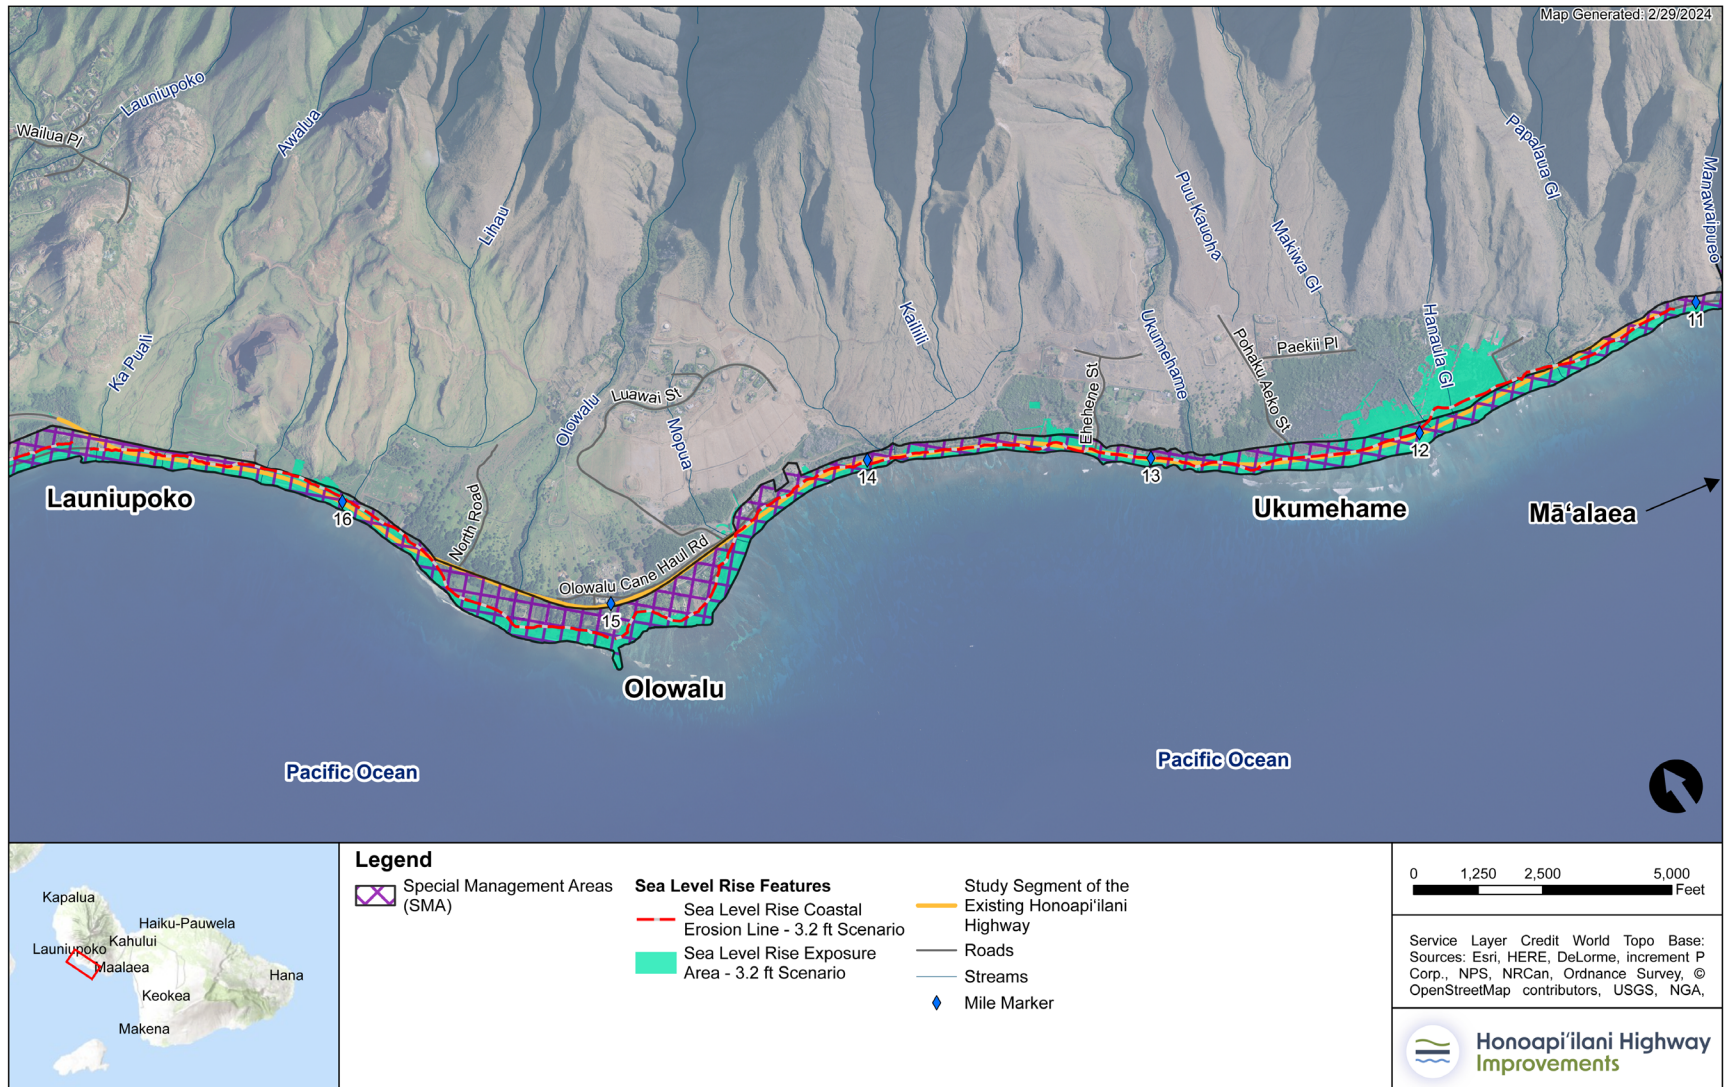 Map Generated: 2/29/2024
Launiupoko
Wailua Pl
Awalua
Lihau
Ka Puali
Olowalu
Luawai St
Mopua
North Road
Olowalu Cane Haul Rd
Kailiili
Ehehene St
Ukumehame
Puu Kauoha
Makiwa Gl
Pohaku Aeko St
Paekii Pl
Hanaula Gl
Papalaua Gl
Manawaipueo
11
12
13
14
15
16
Launiupoko
Olowalu
Ukumehame
Mā‘alaea
Pacific Ocean
Pacific Ocean
Kapalua
Haiku-Pauwela
Kahului
Launiupoko
Maalaea
Hana
Keokea
Makena
Legend
Special Management Areas
(SMA)
Sea Level Rise Features
Sea Level Rise Coastal
Erosion Line - 3.2 ft Scenario
Sea Level Rise Exposure
Area - 3.2 ft Scenario
Study Segment of the
Existing Honoapi‘ilani
Highway
Roads
Streams
Mile Marker
0 1,250 2,500 5,000
Feet
Service Layer Credit World Topo Base:
Sources: Esri, HERE, DeLorme, increment P
Corp., NPS, NRCan, Ordnance Survey, ©
OpenStreetMap contributors, USGS, NGA,
Honoapi‘ilani Highway
Improvements